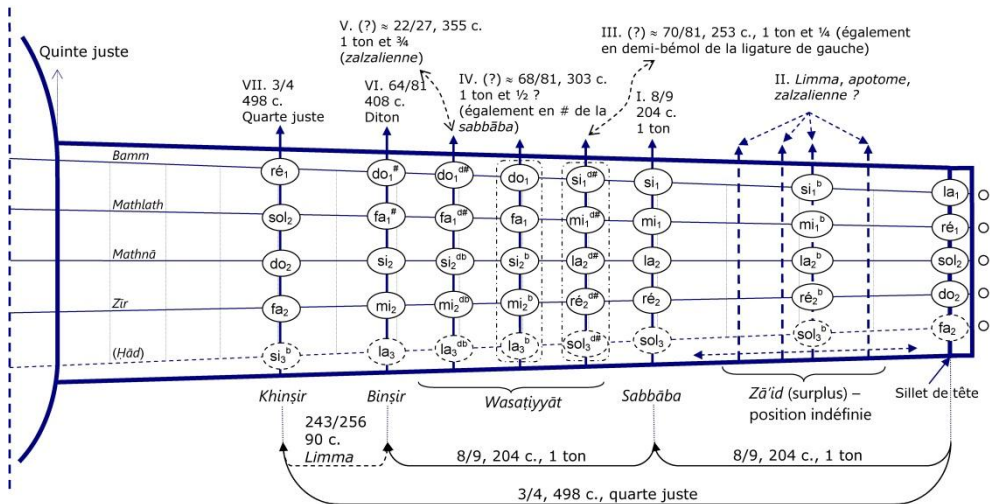 V. (?) ≈ 22/27, 355 c.
1 ton et ¾
(zalzalienne)
III. (?) ≈ 70/81, 253 c., 1 ton et ¼ (également
en demi-bémol de la ligature de gauche)
Quinte juste
VII. 3/4
498 c.
Quarte juste
VI. 64/81
408 c.
Diton
IV. (?) ≈ 68/81, 303 c.
1 ton et ½ ?
(également en # de la
sabbāba)
I. 8/9
204 c.
1 ton
II. Limma, apotome,
zalzalienne ?
Bamm
ré1 do1# do1d# do1 si1d# si1 si1b la1
Mathlath
sol2 fa1# fa1d# fa1 mi1d# mi1 mi1b ré1
Mathnā
do2 si2 si2db si2b la2d# la2 la2b sol2
Zīr
fa2 mi2 mi2db mi2b ré2d# ré2 ré2b do2
(Ḥād)
si3b la3 la3db la3b sol3d# sol3 sol3b fa2
Khinṣir
Binṣir
Wasaṭiyyāt
Sabbāba
Zā'id (surplus) –
position indéfinie
Sillet de tête
243/256
90 c.
Limma
8/9, 204 c., 1 ton
8/9, 204 c., 1 ton
3/4, 498 c., quarte juste